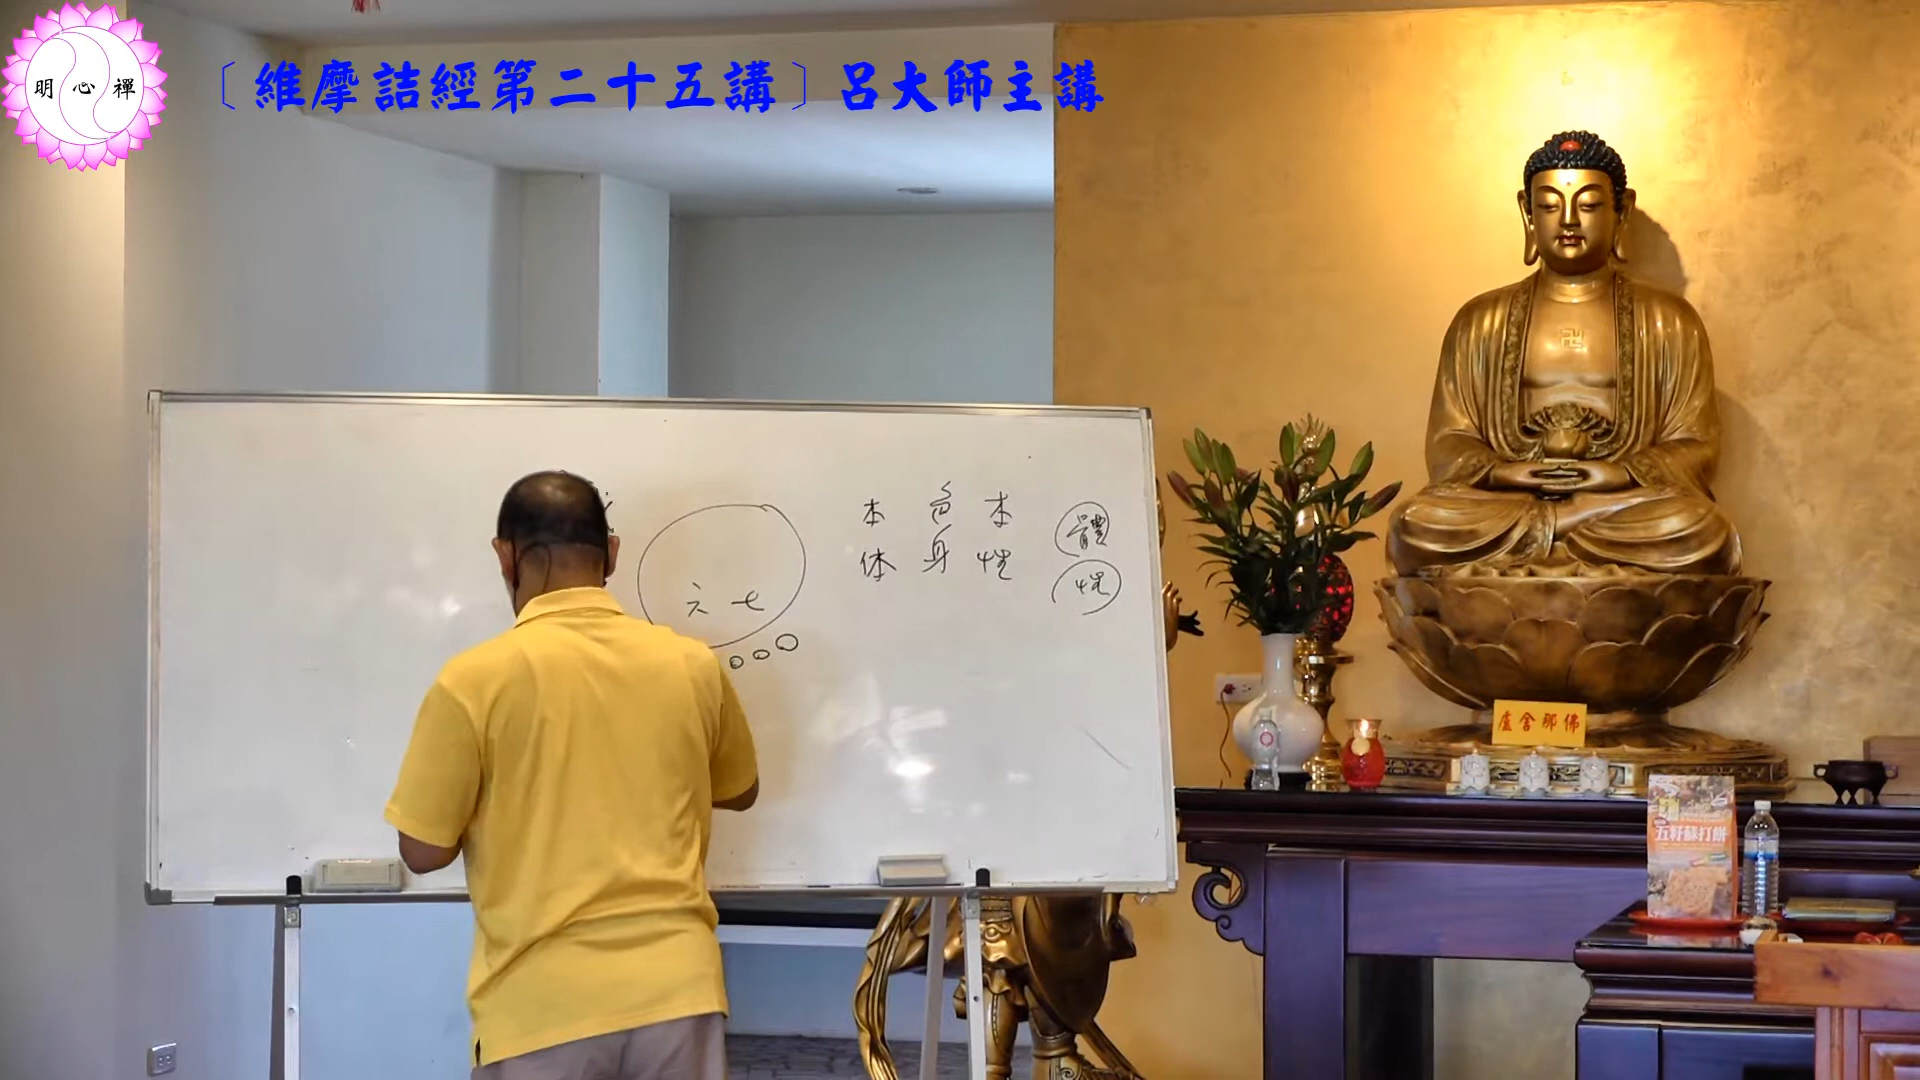 明心禪
〔維摩詰經第二十五講〕呂大師主講
體性
本性
色身
本体
六 七
卍
盧舍那佛
五籽蘇打餅